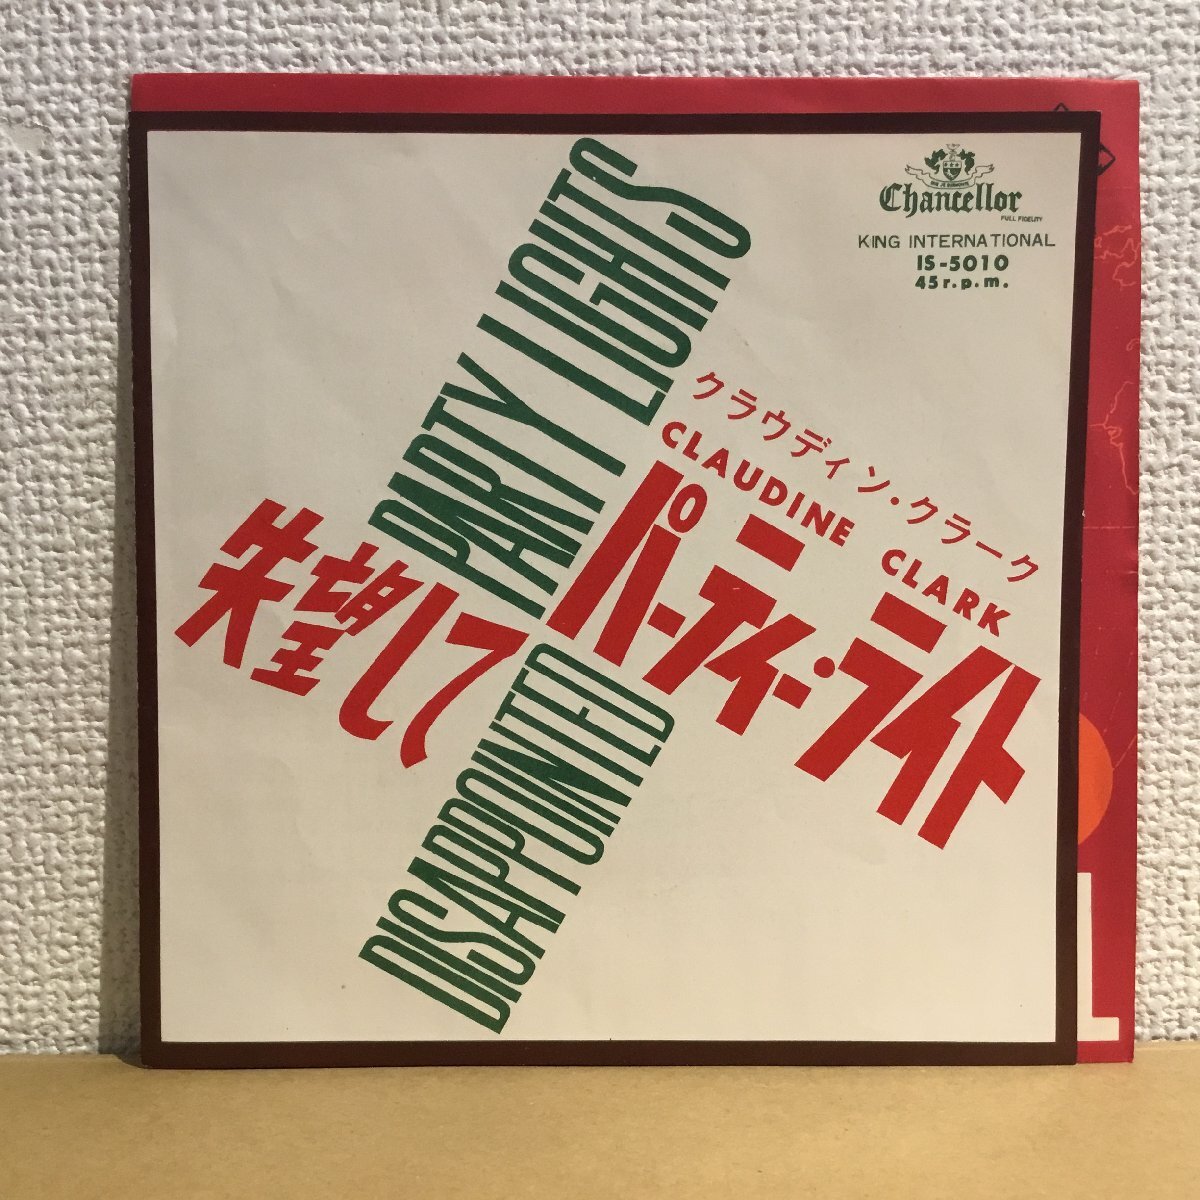 Chancellor
FULL FIDELITY
KING INTERNATIONAL
IS-5010
45 r.p.m.
PARTY LIGHTS
クラウディン・クラーク
CLAUDINE CLARK
パーティ・ライト
失望して
DISAPPOINTED
L